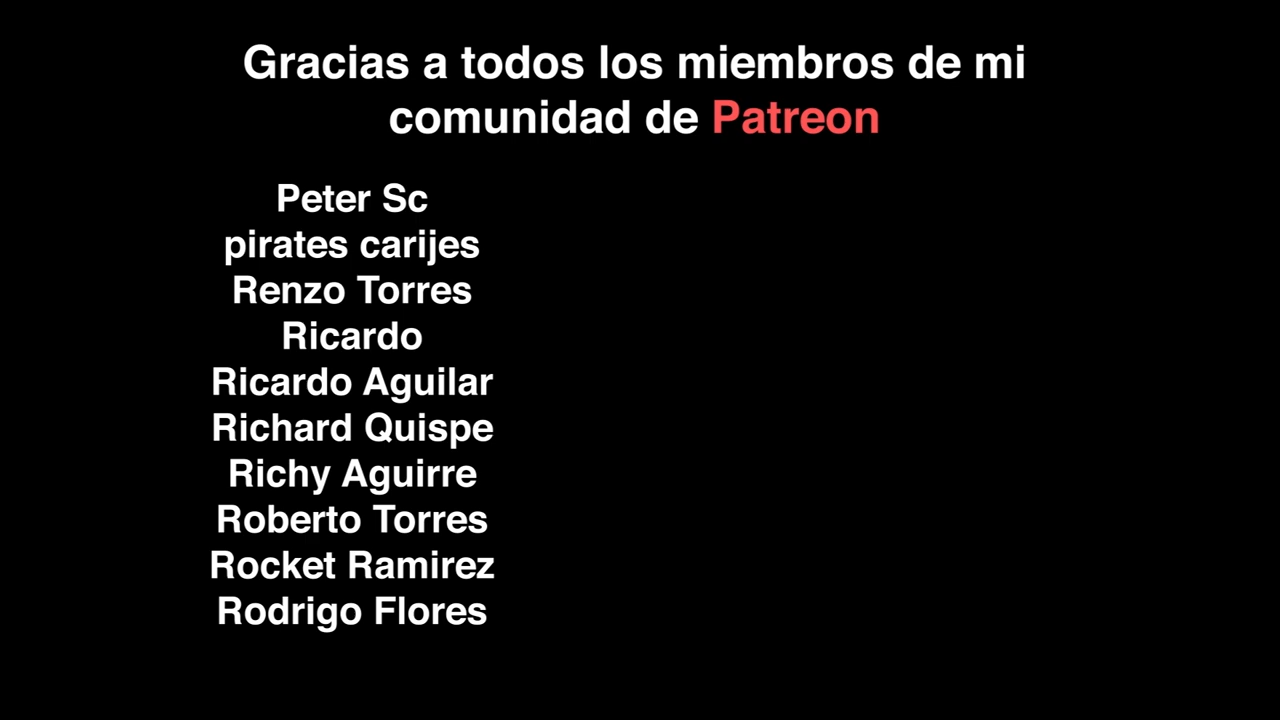 Gracias a todos los miembros de mi
comunidad de Patreon
Peter Sc
pirates carijes
Renzo Torres
Ricardo
Ricardo Aguilar
Richard Quispe
Richy Aguirre
Roberto Torres
Rocket Ramirez
Rodrigo Flores